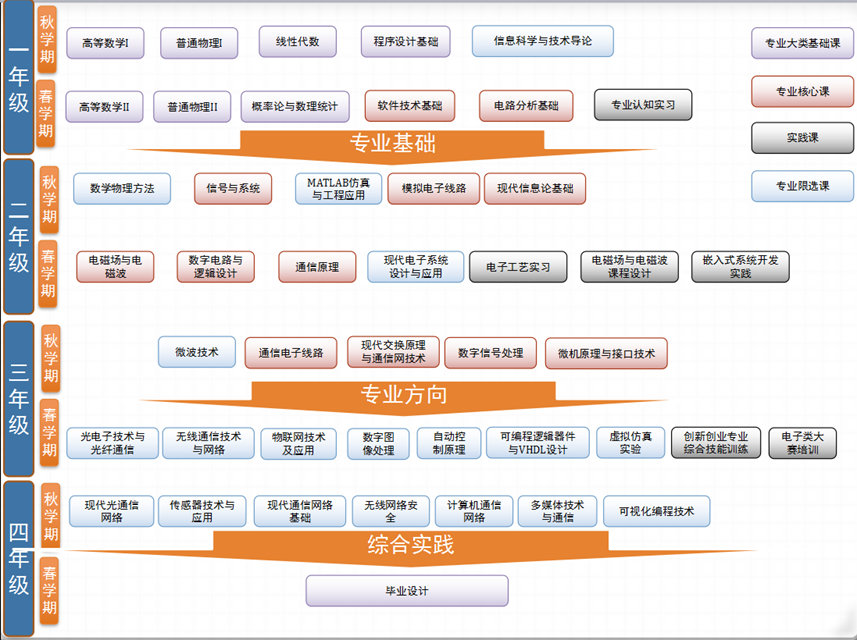 一年级
秋学期
高等数学I
普通物理I
线性代数
程序设计基础
信息科学与技术导论
专业大类基础课
春学期
高等数学II
普通物理II
概率论与数理统计
软件技术基础
电路分析基础
专业认知实习
专业核心课
实践课
专业基础
二年级
秋学期
数学物理方法
信号与系统
MATLAB仿真
与工程应用
模拟电子线路
现代信息论基础
专业限选课
春学期
电磁场与电
磁波
数字电路与
逻辑设计
通信原理
现代电子系统
设计与应用
电子工艺实习
电磁场与电磁波
课程设计
嵌入式系统开发
实践
三年级
秋学期
微波技术
通信电子线路
现代交换原理
与通信网技术
数字信号处理
微机原理与接口技术
专业方向
春学期
光电子技术与
光纤通信
无线通信技术
与网络
物联网技术
及应用
数字图
像处理
自动控
制原理
可编程逻辑器件
与VHDL设计
虚拟仿真
实验
创新创业专业
综合技能训练
电子类大
赛培训
四年级
秋学期
现代光通信
网络
传感器技术与
应用
现代通信网络
基础
无线网络安
全
计算机通信
网络
多媒体技术
与通信
可视化编程技术
综合实践
春学期
毕业设计